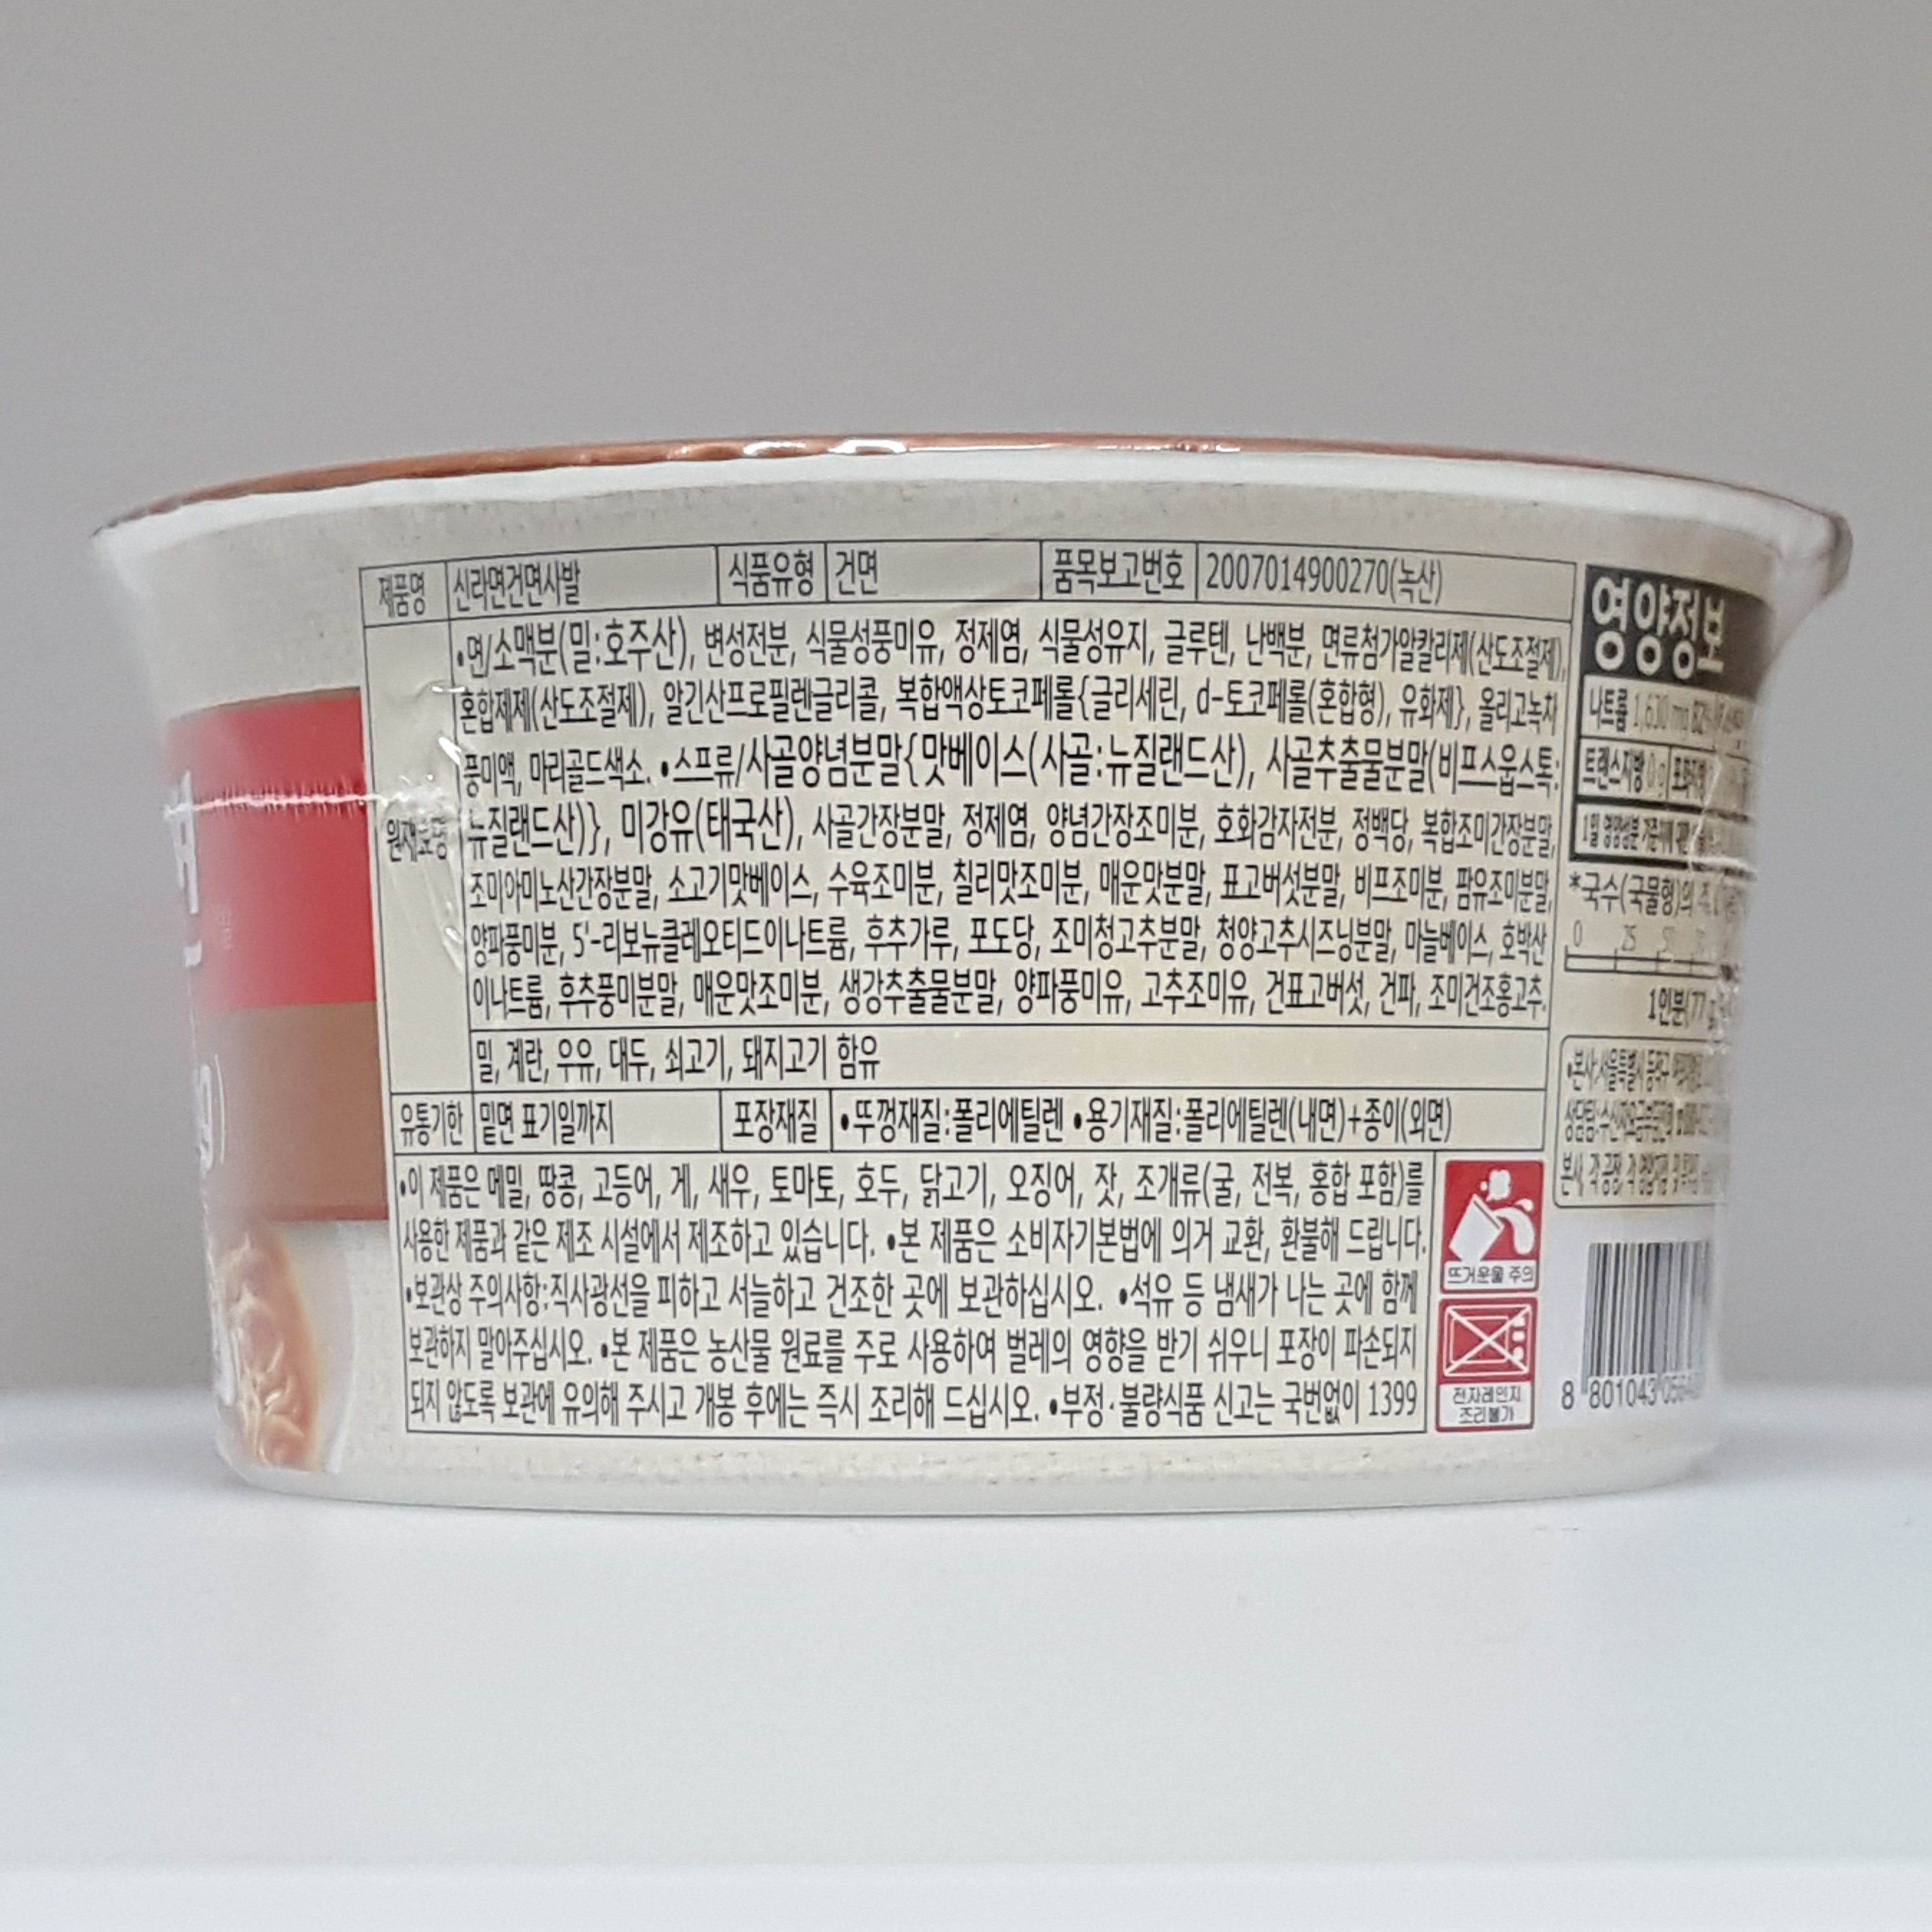 제품명 신라면건면사발 식품유형 건면 품목보고번호 2007014900270(녹산)
원재료명
•면/소맥분(밀:호주산), 변성전분, 식물성풍미유, 정제염, 식물성유지, 글루텐, 난백분, 면류첨가알칼리제(산도조절제),
혼합제제(산도조절제), 알긴산프로필렌글리콜, 복합액상토코페롤{글리세린, d-토코페롤(혼합형), 유화제}, 올리고녹차
풍미액, 마리골드색소. •스프류/사골양념분말{맛베이스(사골:뉴질랜드산), 사골추출물분말(비프스웁스톡:
뉴질랜드산)}, 미강유(태국산), 사골간장분말, 정제염, 양념간장조미분, 호화감자전분, 정백당, 복합조미간장분말,
조미아미노산간장분말, 소고기맛베이스, 수육조미분, 칠리맛조미분, 매운맛분말, 표고버섯분말, 비프조미분, 팜유조미분말,
양파풍미분, 5'-리보뉴클레오티드이나트륨, 후추가루, 포도당, 조미청고추분말, 청양고추시즈닝분말, 마늘베이스, 호박산
이나트륨, 후추풍미분말, 매운맛조미분, 생강추출물분말, 양파풍미유, 고추조미유, 건표고버섯, 건파, 조미건조홍고추.
밀, 계란, 우유, 대두, 쇠고기, 돼지고기 함유
유통기한 밑면 표기일까지 포장재질 •뚜껑재질:폴리에틸렌 •용기재질:폴리에틸렌(내면)+종이(외면)
•이 제품은 메밀, 땅콩, 고등어, 게, 새우, 토마토, 호두, 닭고기, 오징어, 잣, 조개류(굴, 전복, 홍합 포함)를
사용한 제품과 같은 제조 시설에서 제조하고 있습니다. •본 제품은 소비자기본법에 의거 교환, 환불해 드립니다.
•보관상 주의사항:직사광선을 피하고 서늘하고 건조한 곳에 보관하십시오. •석유 등 냄새가 나는 곳에 함께
보관하지 말아주십시오. •본 제품은 농산물 원료를 주로 사용하여 벌레의 영향을 받기 쉬우니 포장이 파손되지
되지 않도록 보관에 유의해 주시고 개봉 후에는 즉시 조리해 드십시오. •부정·불량식품 신고는 국번없이 1399
뜨거운물 주의
전자레인지
조리불가
영양정보
나트륨 1,630 mg
트랜스지방 0 g
*국수(국물형)의
0 25
1인분(77 g
•본사:서울특별시 동작구
8 801043